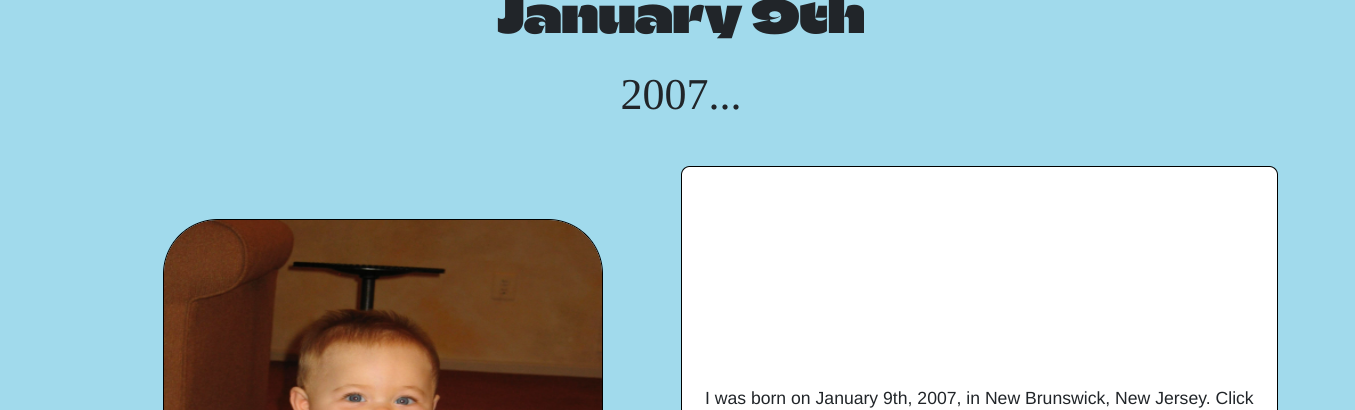 January 9th
2007...
I was born on January 9th, 2007, in New Brunswick, New Jersey. Click